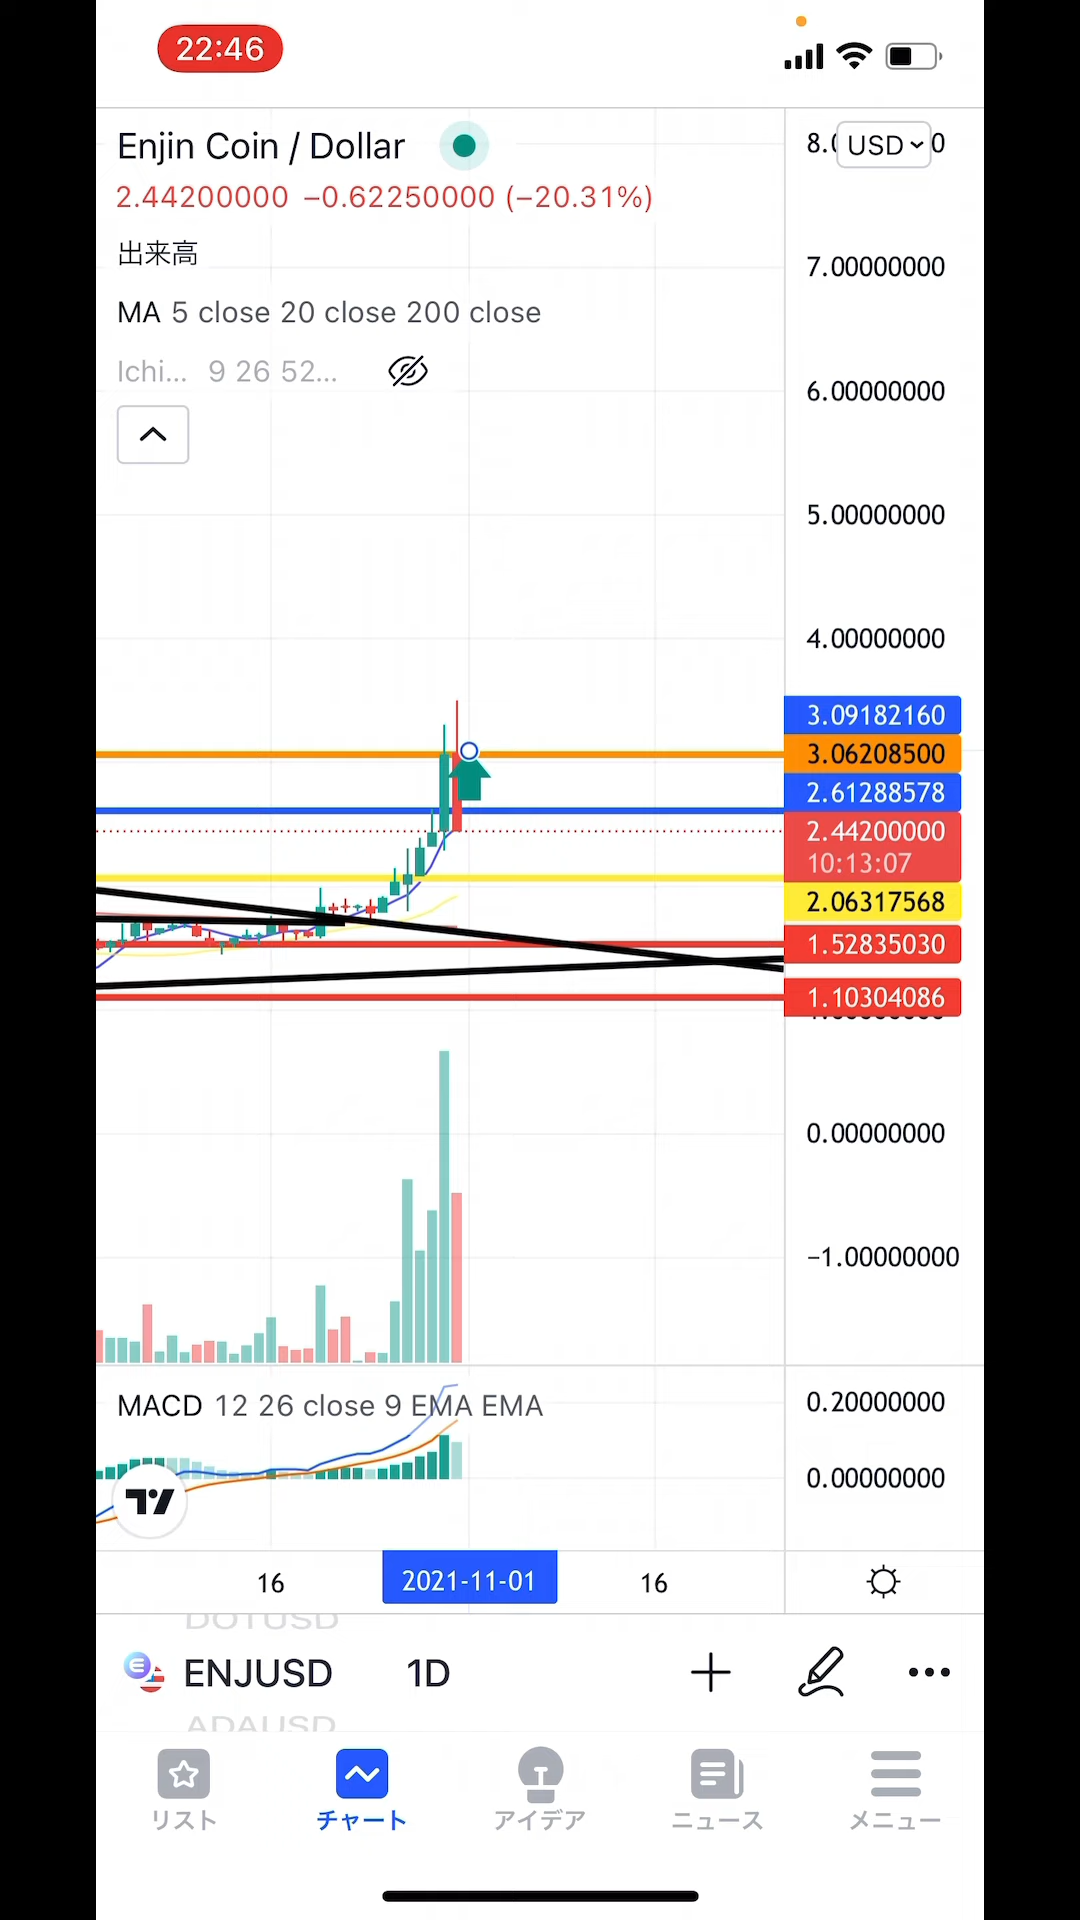 22:46
Enjin Coin / Dollar
USD
2.44200000 −0.62250000 (−20.31%)
出来高
MA 5 close 20 close 200 close
Ichi... 9 26 52...
7.00000000
6.00000000
5.00000000
4.00000000
3.09182160
3.06208500
2.61288578
2.44200000
10:13:07
2.06317568
1.52835030
1.10304086
0.00000000
−1.00000000
MACD 12 26 close 9 EMA EMA
0.20000000
0.00000000
16 2021-11-01 16
DOTUSD
ENJUSD 1D
ADAUSD
リスト チャート アイデア ニュース メニュー